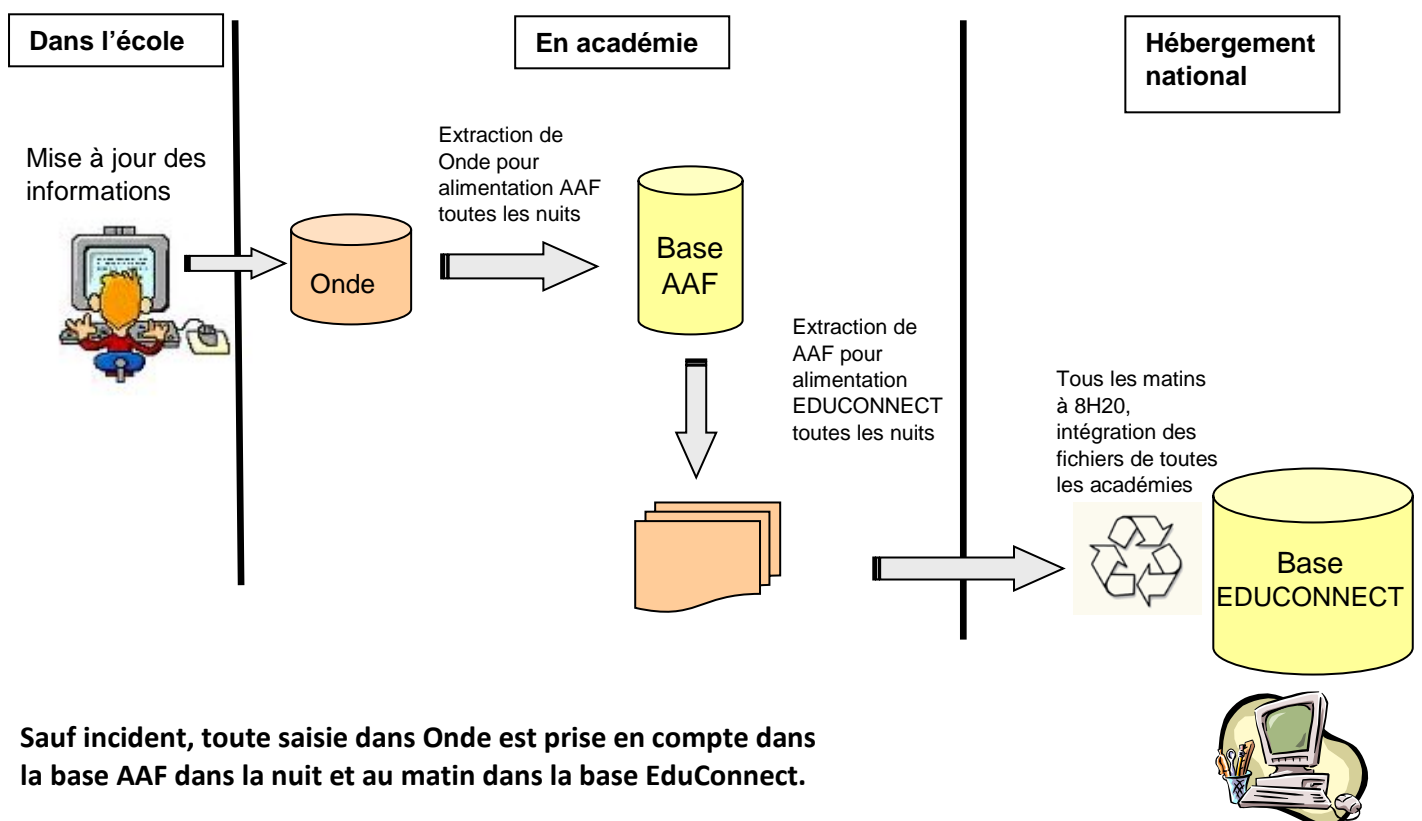 Dans l’école
En académie
Hébergement
national
Mise à jour des
informations
Extraction de
Onde pour
alimentation AAF
toutes les nuits
Onde
Base
AAF
Extraction de
AAF pour
alimentation
EDUCONNECT
toutes les nuits
Tous les matins
à 8H20,
intégration des
fichiers de toutes
les académies
Base
EDUCONNECT
Sauf incident, toute saisie dans Onde est prise en compte dans
la base AAF dans la nuit et au matin dans la base EduConnect.